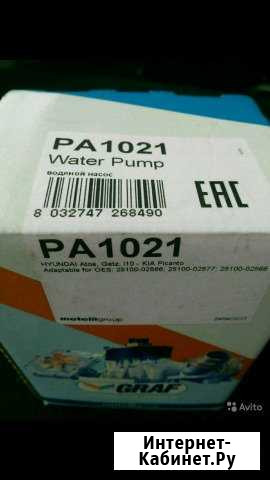 PA1021
Water Pump
водяной насос
EAC
8 032747 268490
PA1021
HYUNDAI Atos, Getz, I10 - KIA Picanto
Adaptable for OES: 25100-02566; 25100-02577; 25100-02568
metelligroup
GRAF
Avito
Интернет-
Кабинет.Ру